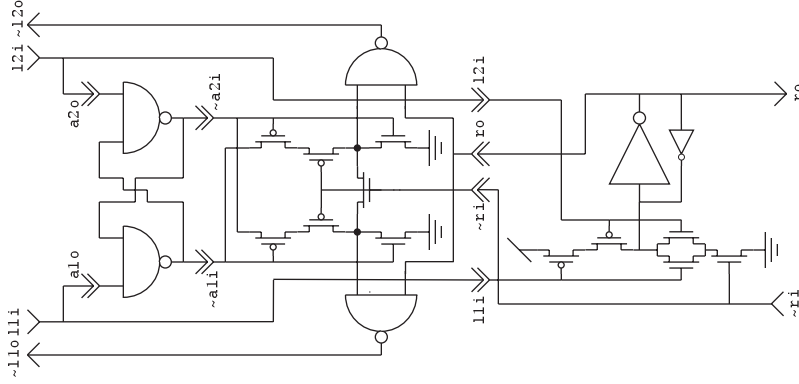 ~l2o
l2i
a2o
~a2i
l2i
ro
ro
~ri
a1o
~a1i
l1i
l1i
~l1o
~ri